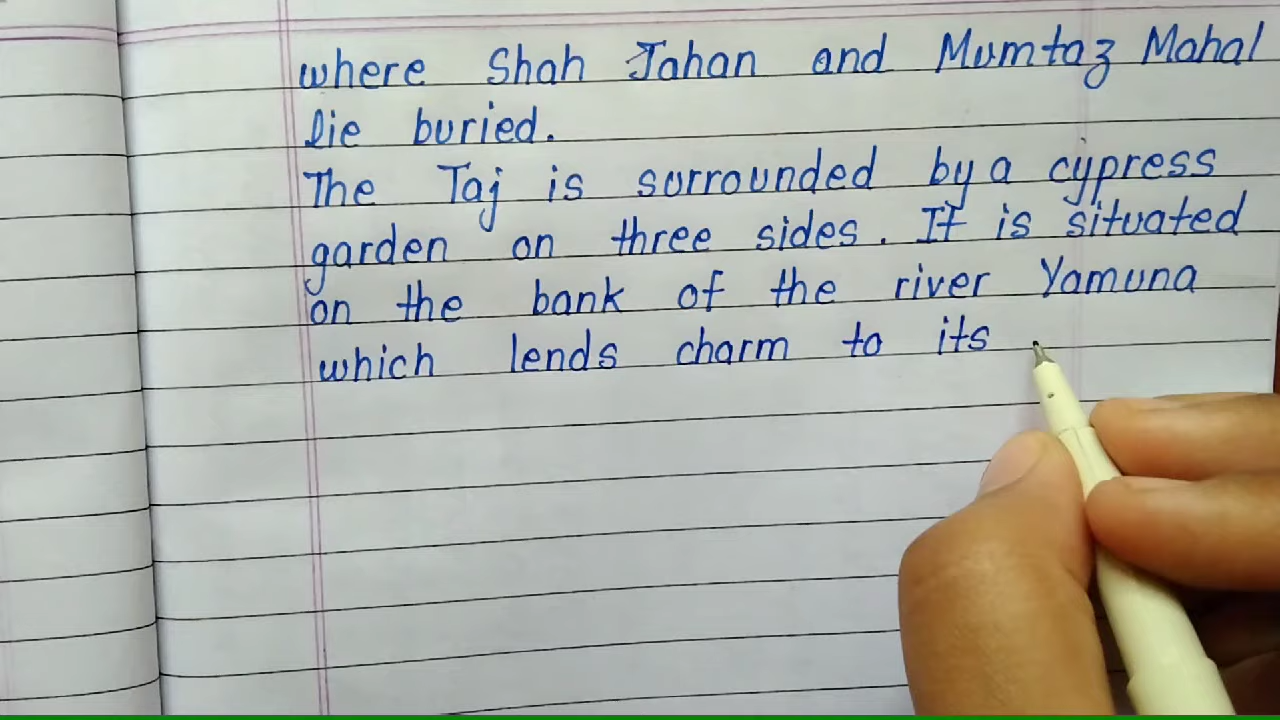 where Shah Jahan and Mumtaz Mahal
lie buried.
The Taj is surrounded by a cypress
garden on three sides. It is situated
on the bank of the river Yamuna
which lends charm to its